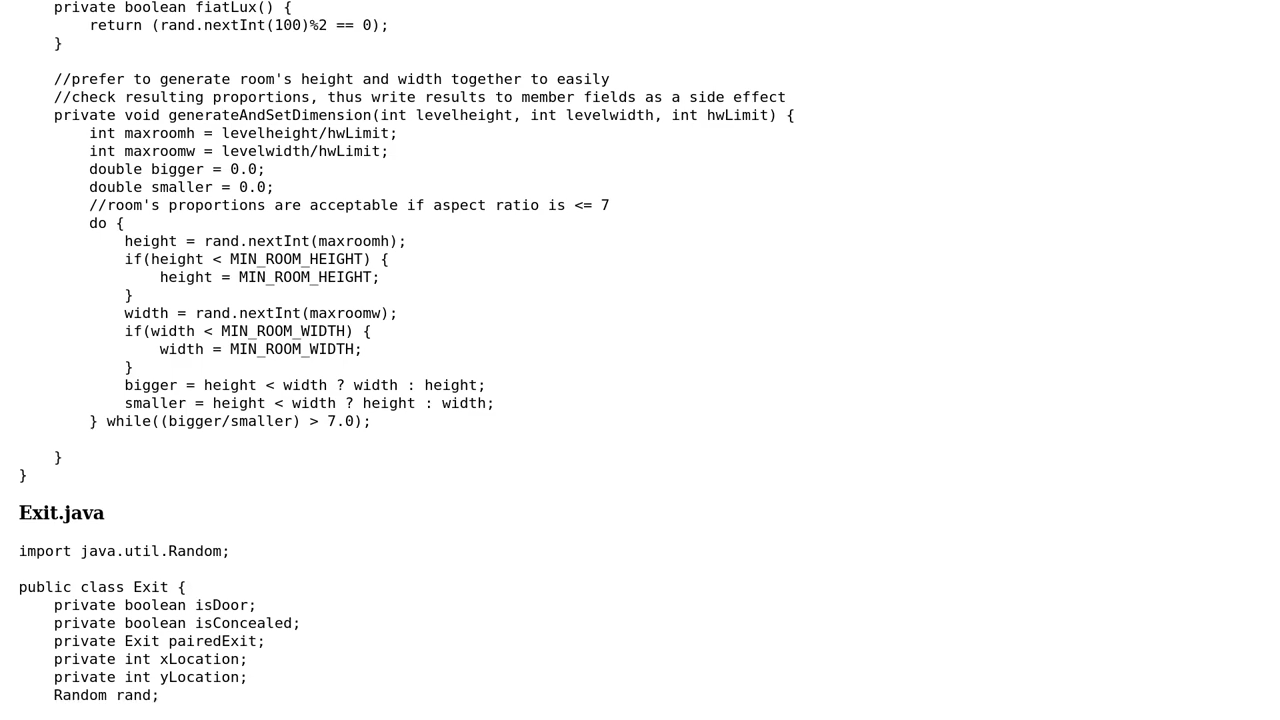 private boolean fiatLux() {
        return (rand.nextInt(100)%2 == 0);
    }

    //prefer to generate room's height and width together to easily
    //check resulting proportions, thus write results to member fields as a side effect
    private void generateAndSetDimension(int levelheight, int levelwidth, int hwLimit) {
        int maxroomh = levelheight/hwLimit;
        int maxroomw = levelwidth/hwLimit;
        double bigger = 0.0;
        double smaller = 0.0;
        //room's proportions are acceptable if aspect ratio is <= 7
        do {
            height = rand.nextInt(maxroomh);
            if(height < MIN_ROOM_HEIGHT) {
                height = MIN_ROOM_HEIGHT;
            }
            width = rand.nextInt(maxroomw);
            if(width < MIN_ROOM_WIDTH) {
                width = MIN_ROOM_WIDTH;
            }
            bigger = height < width ? width : height;
            smaller = height < width ? height : width;
        } while((bigger/smaller) > 7.0);

    }
}
Exit.java
import java.util.Random;

public class Exit {
    private boolean isDoor;
    private boolean isConcealed;
    private Exit pairedExit;
    private int xLocation;
    private int yLocation;
    Random rand;